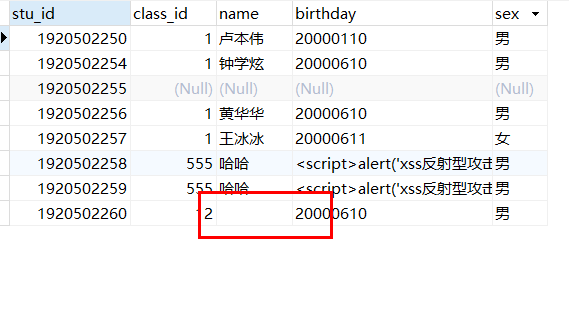 stu_id class_id name birthday sex
1920502250 1 卢本伟 20000110 男
1920502254 1 钟学炫 20000610 男
1920502255 (Null) (Null) (Null) (Null)
1920502256 1 黄华华 20000610 男
1920502257 1 王冰冰 20000611 女
1920502258 555 哈哈 <script>alert('xss反射型攻击 男
1920502259 555 哈哈 <script>alert('xss反射型攻击 男
1920502260 12 20000610 男